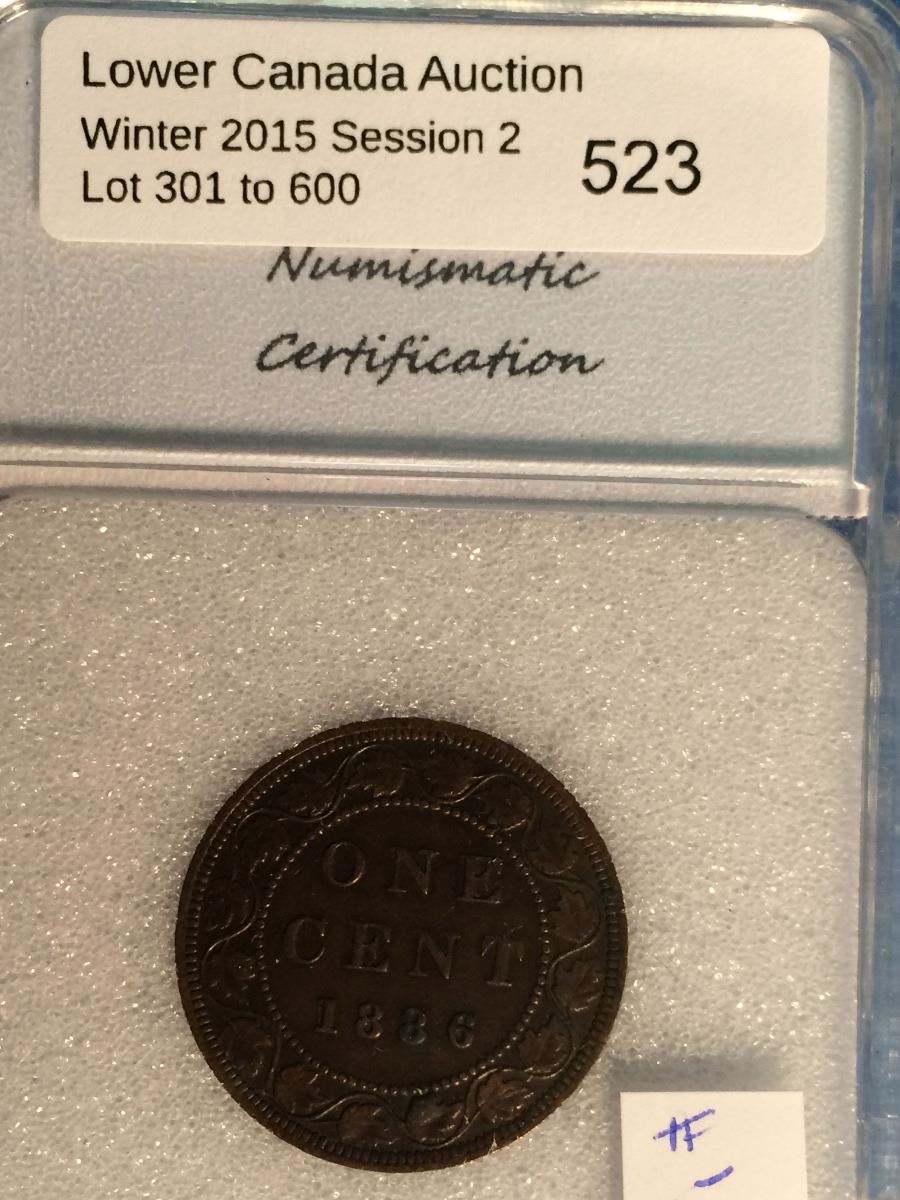 Lower Canada Auction
Winter 2015 Session 2
Lot 301 to 600
523
Numismatic
Certification
ONE
CENT
1886